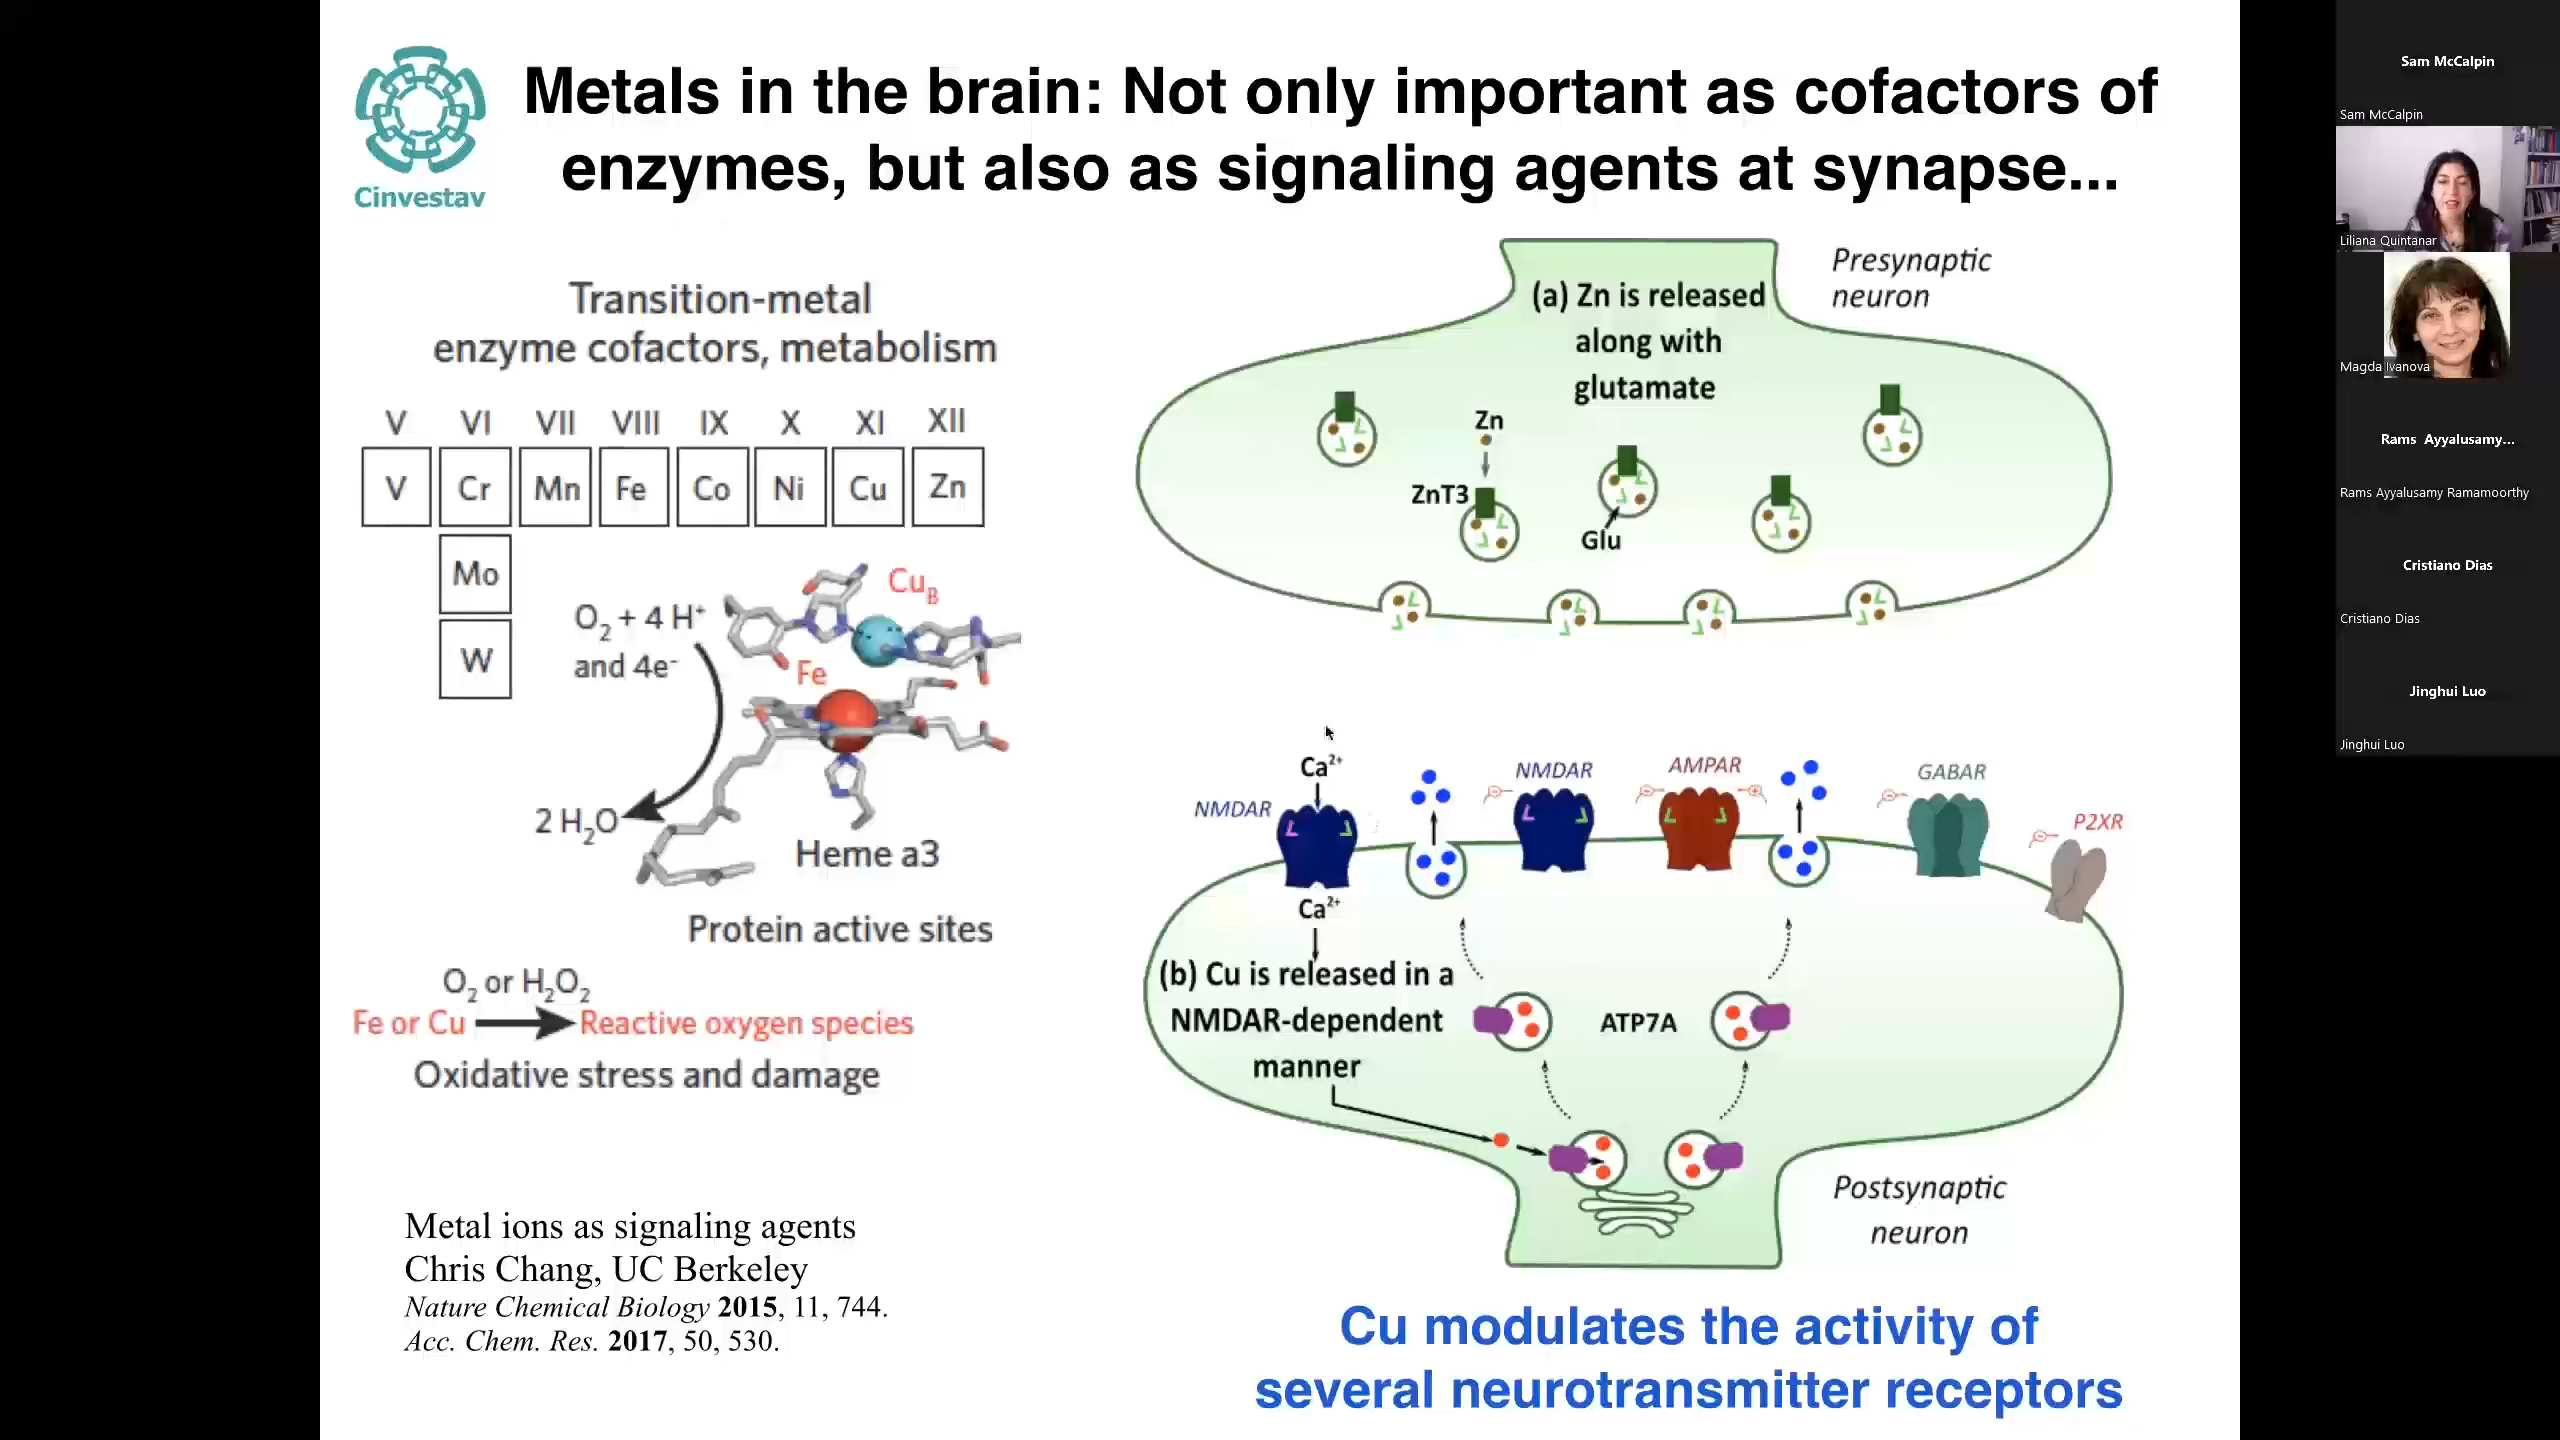 Cinvestav
Metals in the brain: Not only important as cofactors of
enzymes, but also as signaling agents at synapse...
Transition-metal
enzyme cofactors, metabolism
V VI VII VIII IX X XI XII
V Cr Mn Fe Co Ni Cu Zn
Mo
W
O₂ + 4 H⁺
and 4e⁻
Cu_B
Fe
2 H₂O
Heme a3
Protein active sites
O₂ or H₂O₂
Fe or Cu Reactive oxygen species
Oxidative stress and damage
Metal ions as signaling agents
Chris Chang, UC Berkeley
Nature Chemical Biology 2015, 11, 744.
Acc. Chem. Res. 2017, 50, 530.
Presynaptic
neuron
(a) Zn is released
along with
glutamate
Zn
ZnT3
Glu
Ca²⁺
NMDAR
NMDAR
AMPAR
GABAR
P2XR
Ca²⁺
(b) Cu is released in a
NMDAR-dependent
manner
ATP7A
Postsynaptic
neuron
Cu modulates the activity of
several neurotransmitter receptors
Sam McCalpin
Sam McCalpin
Liliana Quintanar
Magda Ivanova
Rams Ayyalusamy...
Rams Ayyalusamy Ramamoorthy
Cristiano Dias
Cristiano Dias
Jinghui Luo
Jinghui Luo